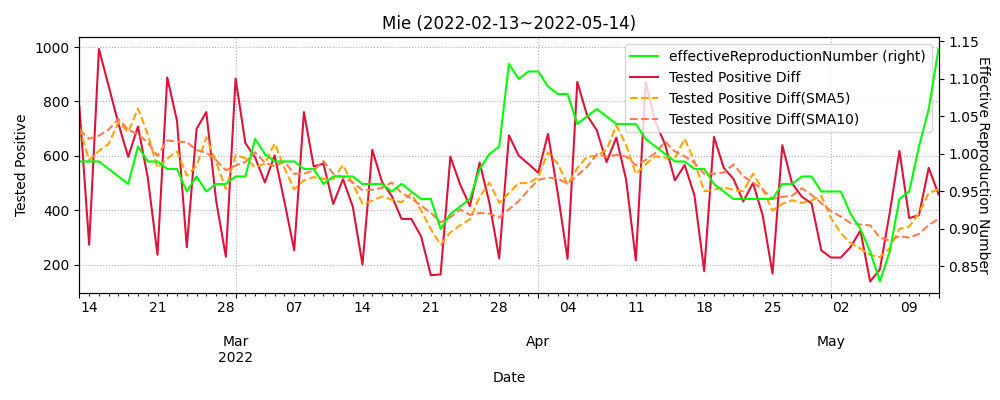 Mie (2022-02-13~2022-05-14)
effectiveReproductionNumber (right)
Tested Positive Diff
Tested Positive Diff(SMA5)
Tested Positive Diff(SMA10)
Tested Positive
1000
800
600
400
200
Effective Reproduction Number
1.15
1.10
1.05
1.00
0.95
0.90
0.85
14 21 28 07 14 21 28 04 11 18 25 02 09
Mar Apr May
2022
Date